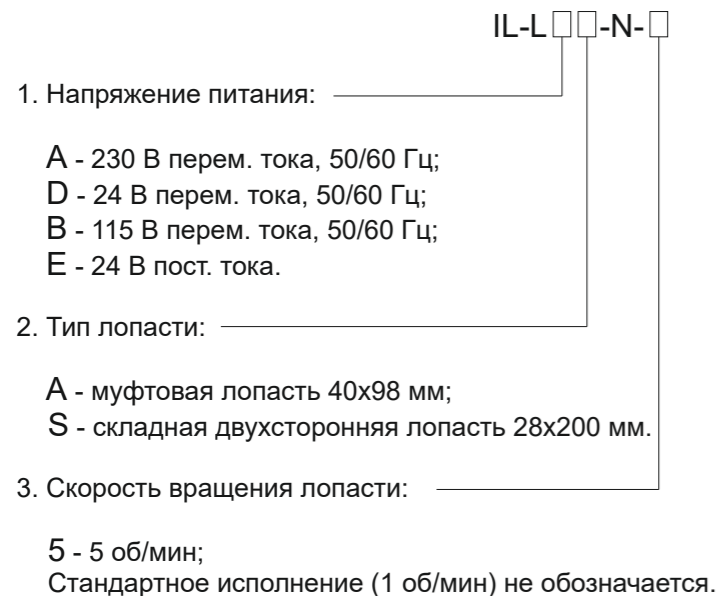 IL-L□□-N-□
1. Напряжение питания:
А - 230 В перем. тока, 50/60 Гц;
D - 24 В перем. тока, 50/60 Гц;
В - 115 В перем. тока, 50/60 Гц;
Е - 24 В пост. тока.
2. Тип лопасти:
А - муфтовая лопасть 40х98 мм;
S - складная двухсторонняя лопасть 28х200 мм.
3. Скорость вращения лопасти:
5 - 5 об/мин;
Стандартное исполнение (1 об/мин) не обозначается.